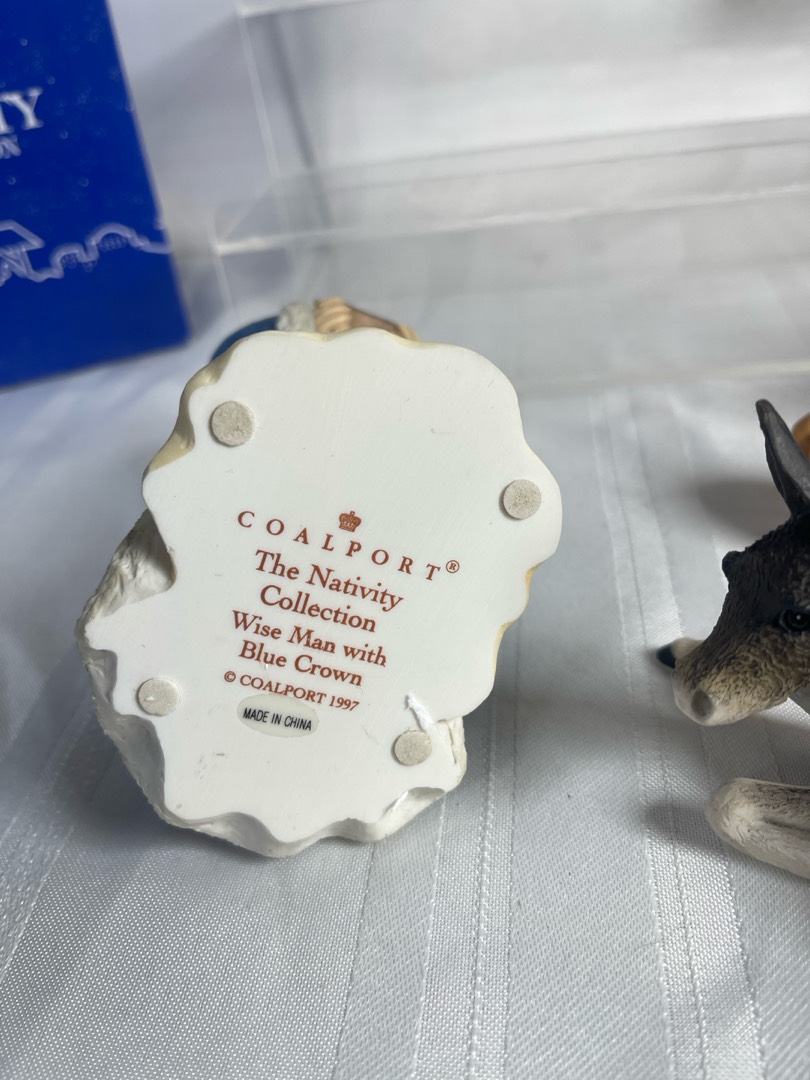 COALPORT®
The Nativity
Collection
Wise Man with
Blue Crown
© COALPORT 1997
MADE IN CHINA